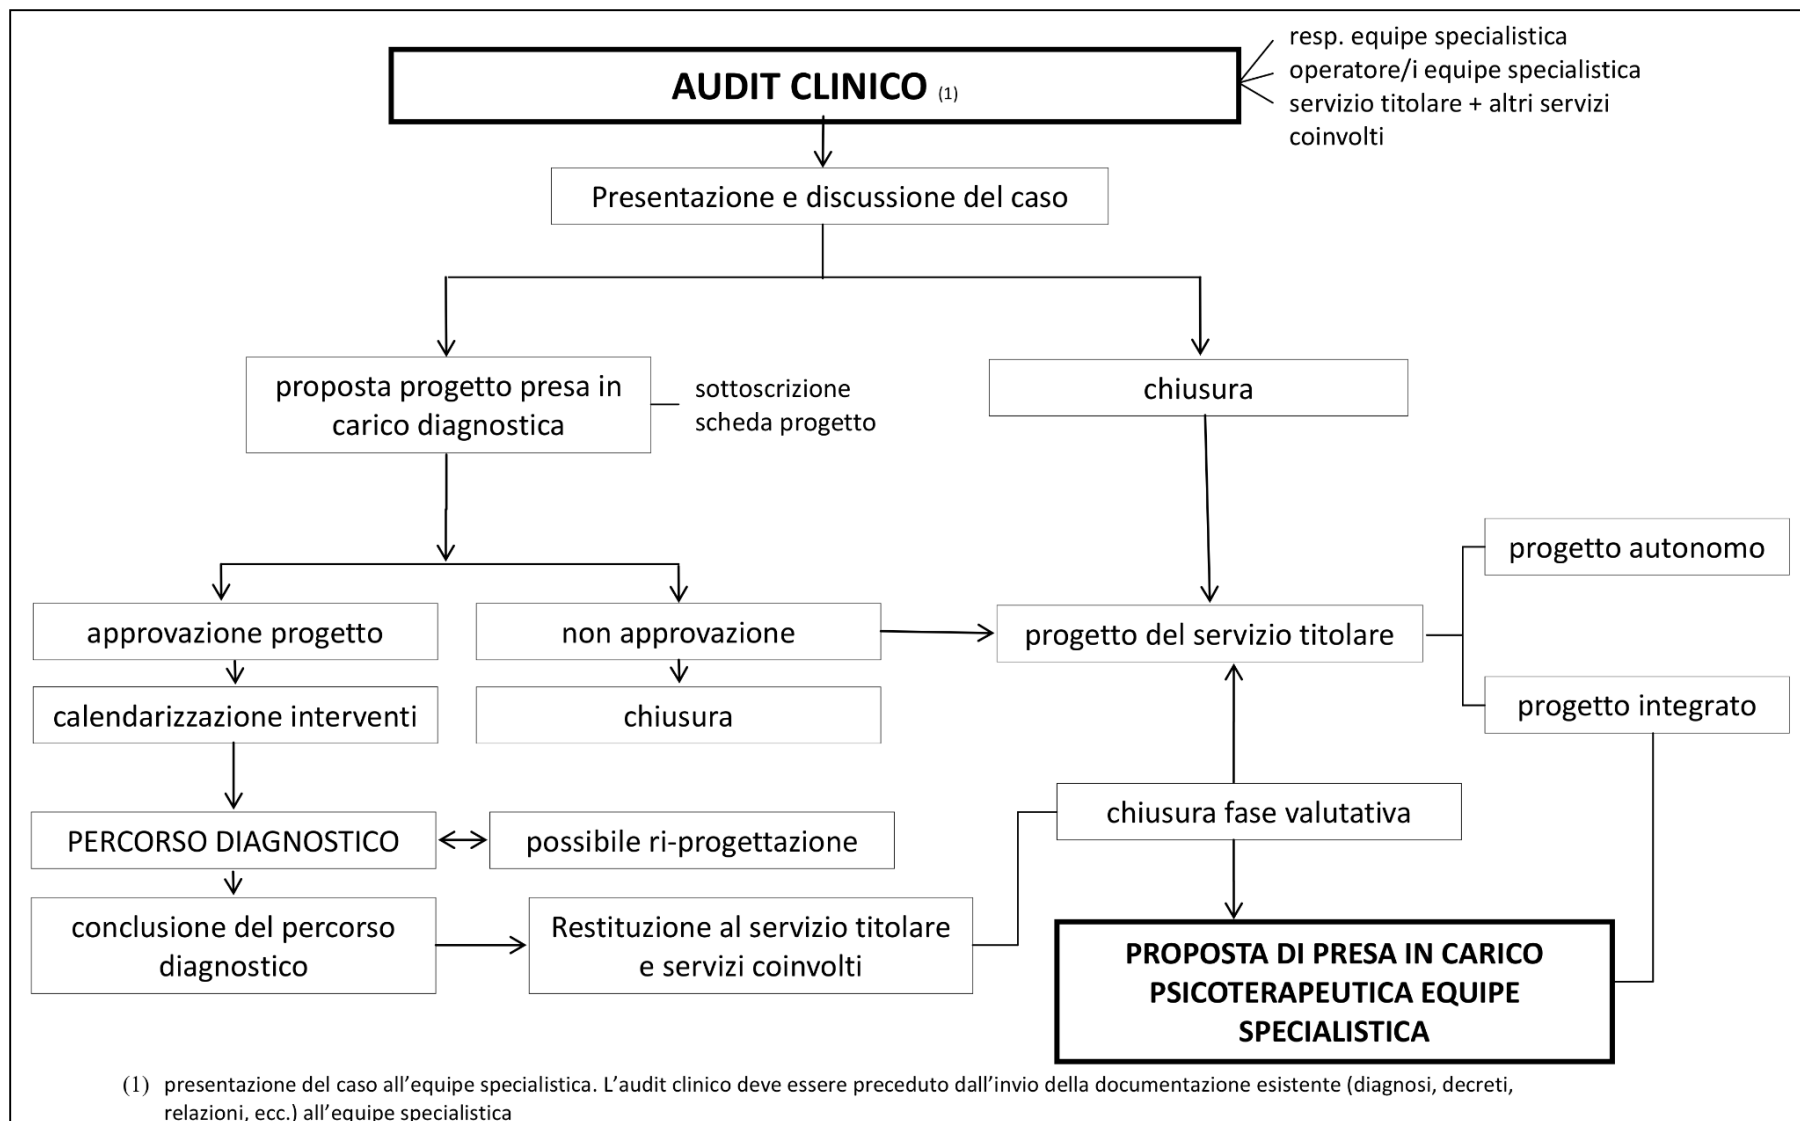 resp. equipe specialistica
AUDIT CLINICO (1)
operatore/i equipe specialistica
servizio titolare + altri servizi
coinvolti
Presentazione e discussione del caso
proposta progetto presa in
carico diagnostica
sottoscrizione
scheda progetto
chiusura
progetto autonomo
approvazione progetto
non approvazione
progetto del servizio titolare
calendarizzazione interventi
chiusura
progetto integrato
chiusura fase valutativa
PERCORSO DIAGNOSTICO
possibile ri-progettazione
conclusione del percorso
diagnostico
Restituzione al servizio titolare
e servizi coinvolti
PROPOSTA DI PRESA IN CARICO
PSICOTERAPEUTICA EQUIPE
SPECIALISTICA
(1) presentazione del caso all’equipe specialistica. L’audit clinico deve essere preceduto dall’invio della documentazione esistente (diagnosi, decreti,
relazioni, ecc.) all’equipe specialistica